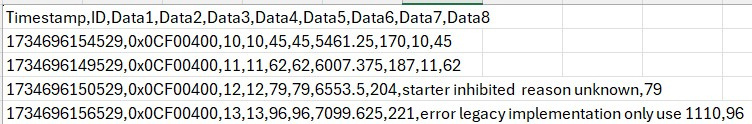 Timestamp,ID,Data1,Data2,Data3,Data4,Data5,Data6,Data7,Data8
1734696154529,0x0CF00400,10,10,45,45,5461.25,170,10,45
1734696149529,0x0CF00400,11,11,62,62,6007.375,187,11,62
1734696150529,0x0CF00400,12,12,79,79,6553.5,204,starter inhibited reason unknown,79
1734696156529,0x0CF00400,13,13,96,96,7099.625,221,error legacy implementation only use 1110,96